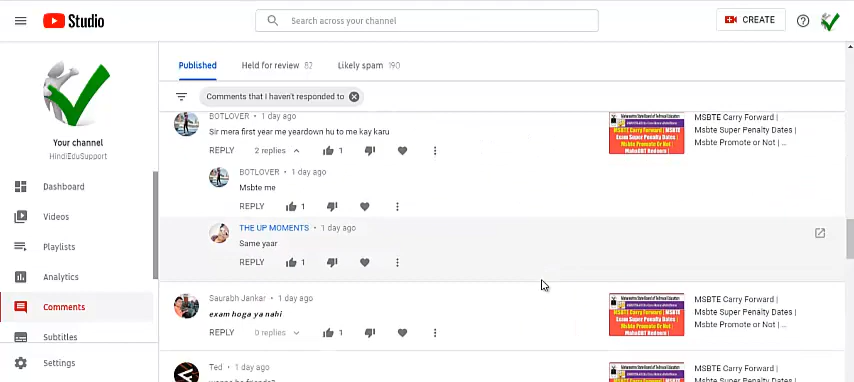 Studio
Search across your channel
CREATE
Published
Held for review 82
Likely spam 190
Comments that I haven't responded to
Your channel
HindiEduSupport
Dashboard
Videos
Playlists
Analytics
Comments
Subtitles
Settings
BOTLOVER • 1 day ago
Sir mera first year me yeardown hu to me kay karu
REPLY 2 replies 1
MSBTE Carry Forward |
Msbte Super Penalty Dates |
Msbte Promote or Not | ...
BOTLOVER • 1 day ago
Msbte me
REPLY 1
THE UP MOMENTS • 1 day ago
Same yaar
REPLY 1
Saurabh Jankar • 1 day ago
exam hoga ya nahi
REPLY 0 replies 1
MSBTE Carry Forward |
Msbte Super Penalty Dates |
Msbte Promote or Not | ...
Ted • 1 day ago
MSBTE Carry Forward |
Msbte Super Penalty Dates |